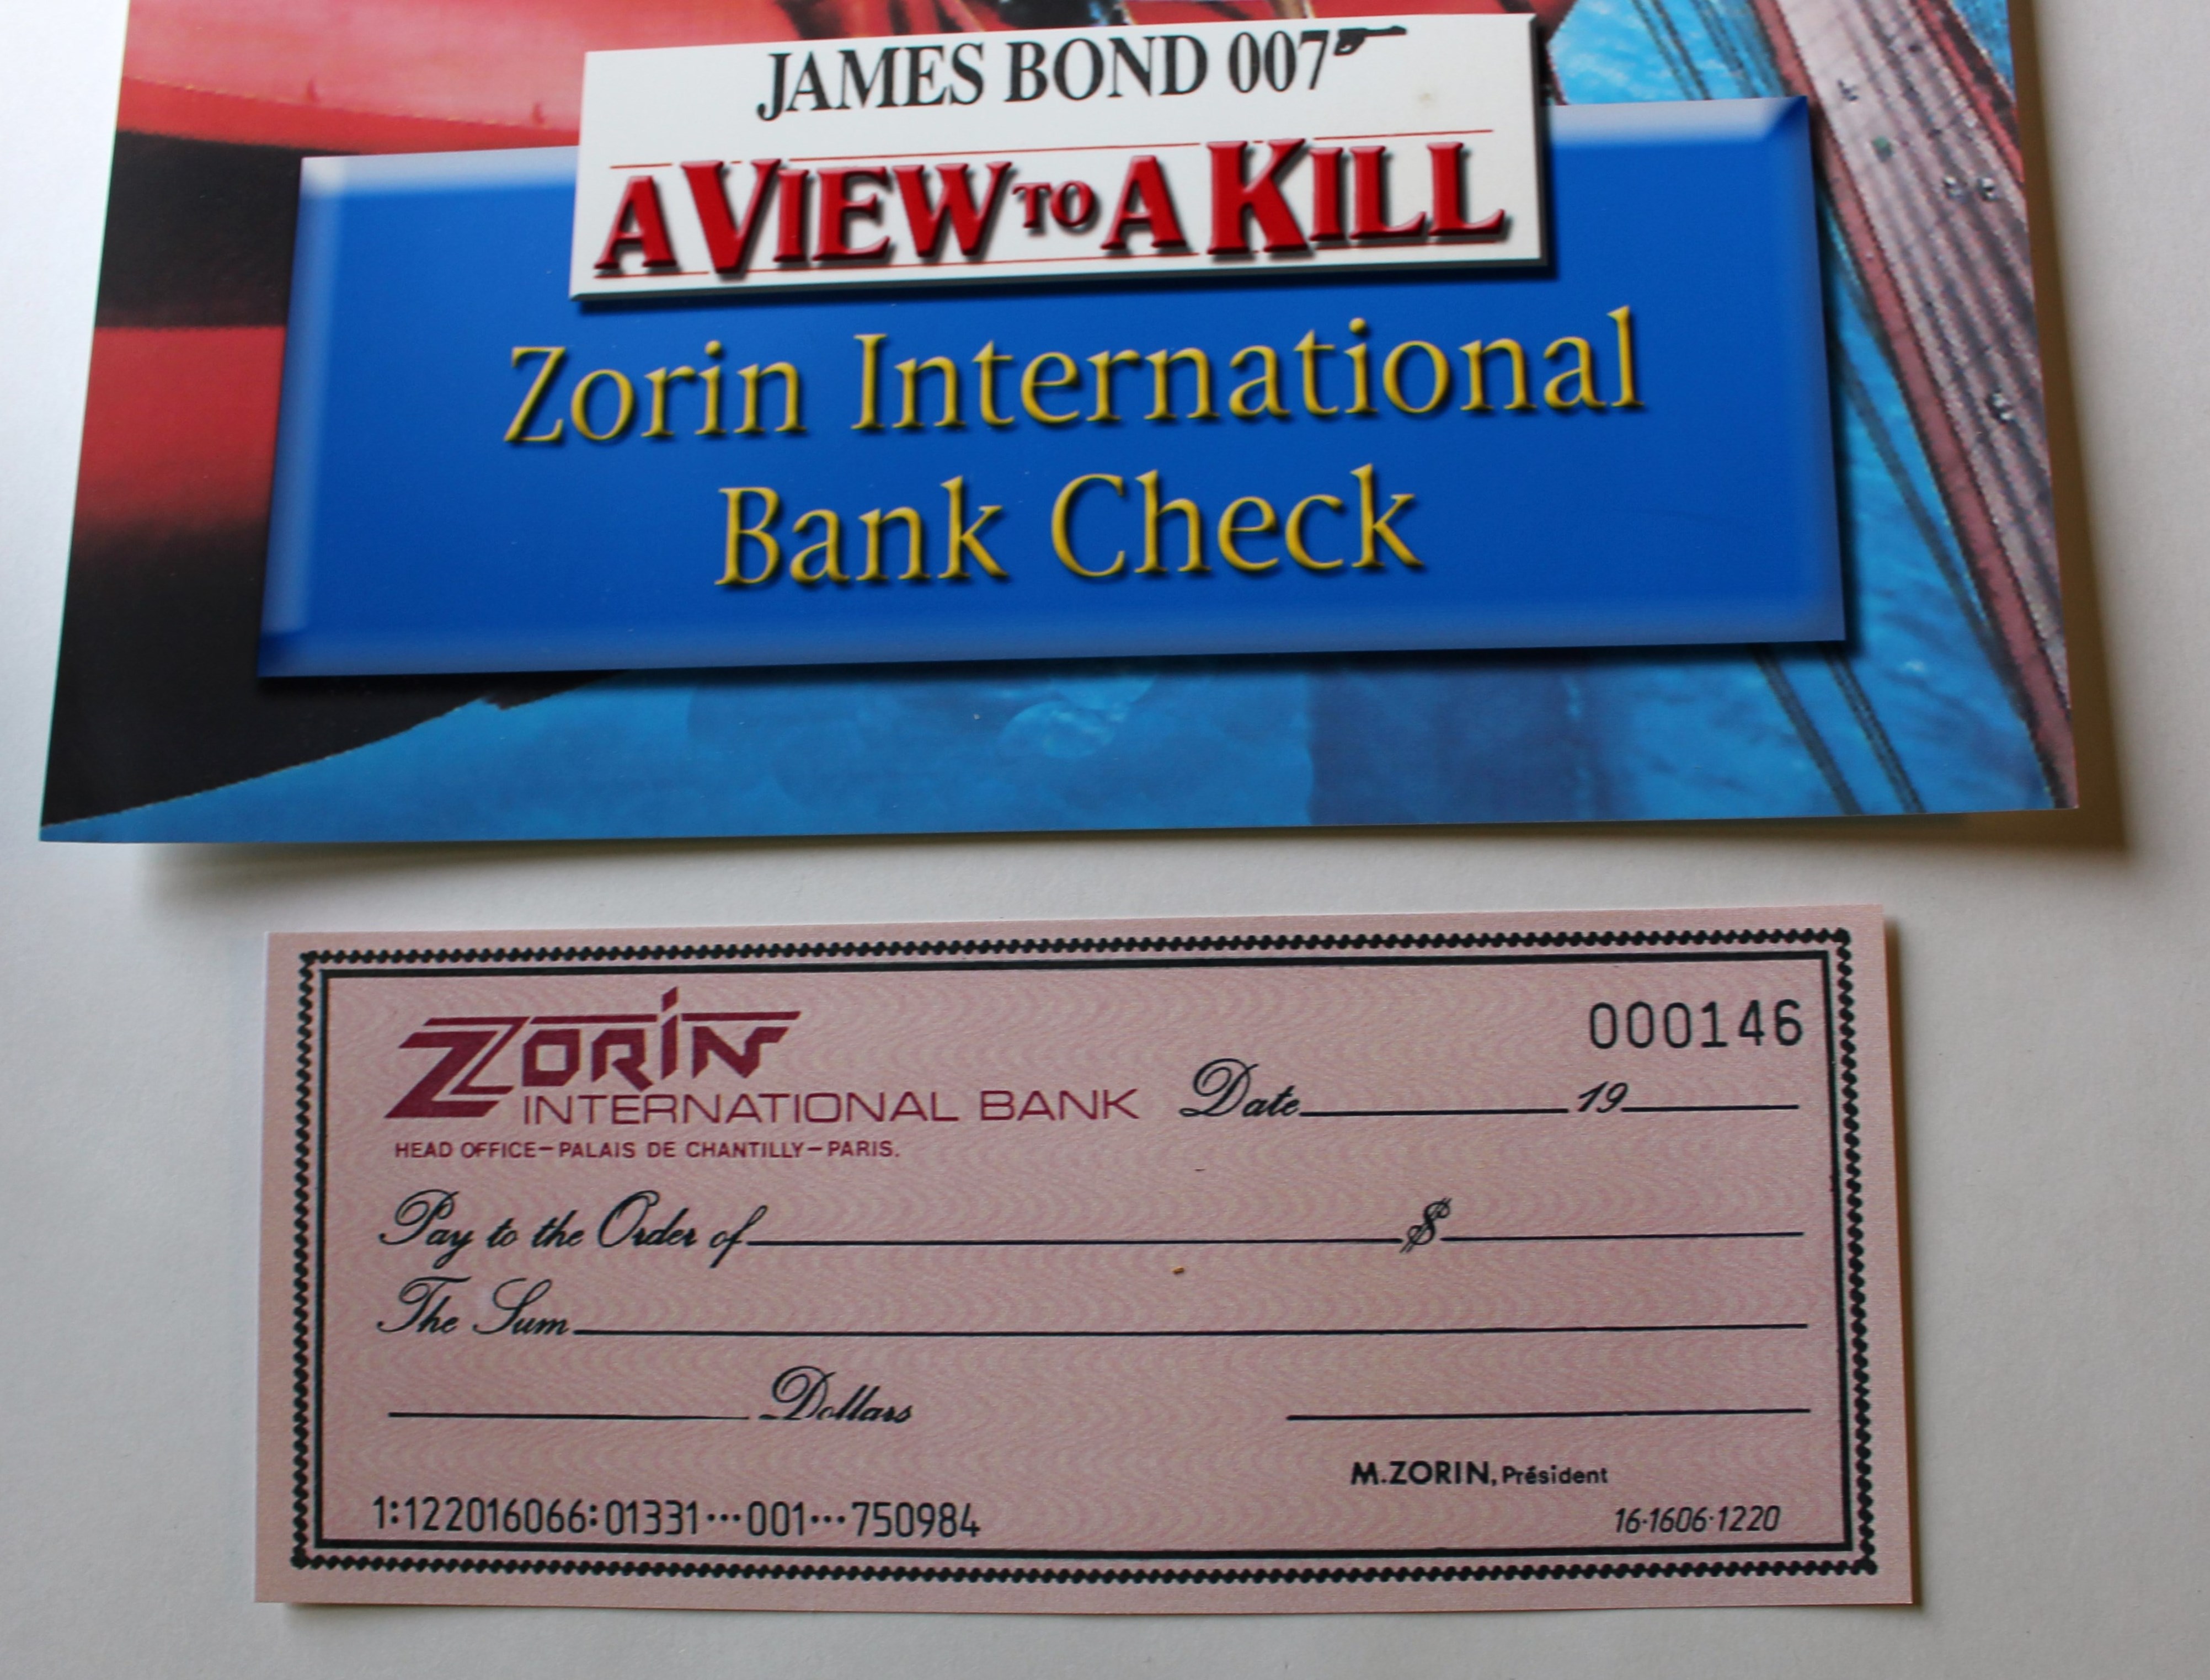 JAMES BOND 007
A VIEW TO A KILL
Zorin International
Bank Check
000146
ZORIN
INTERNATIONAL BANK
Date 19
HEAD OFFICE–PALAIS DE CHANTILLY–PARIS.
Pay to the Order of $
The Sum
Dollars
M.ZORIN, Président
1:122016066:01331•••001•••750984
16·1606·1220